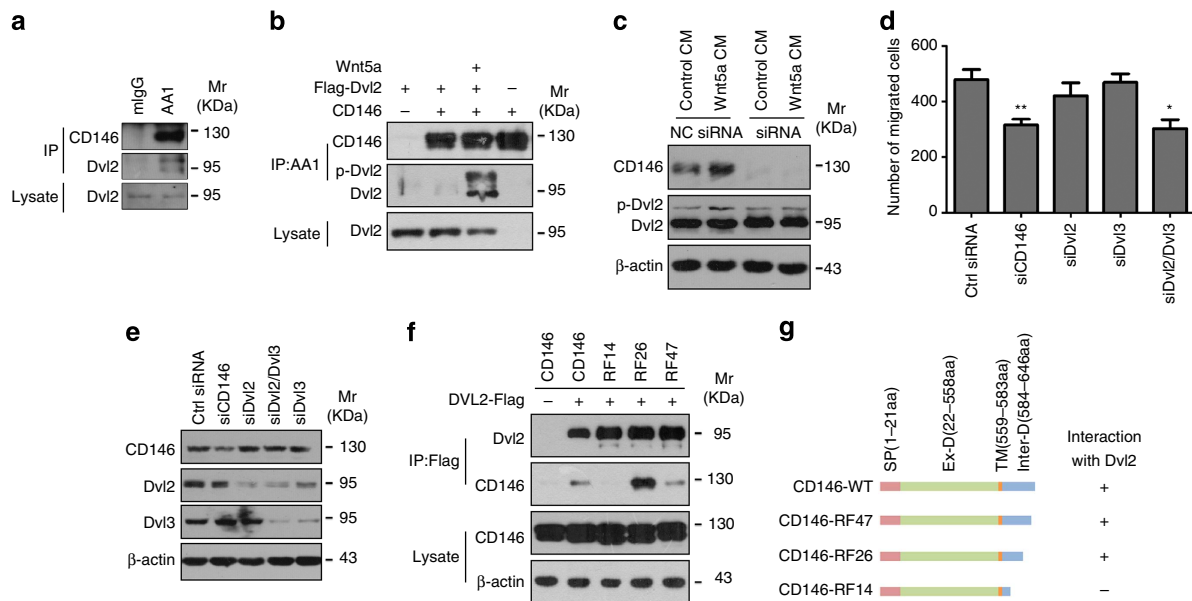 a
mIgG
AA1
Mr
(KDa)
IP
CD146
130
Dvl2
95
Lysate
Dvl2
95
b
Wnt5a +
Flag-Dvl2 + + + –
CD146 – + + +
Mr
(KDa)
IP:AA1
CD146
130
p-Dvl2
Dvl2
95
Lysate
Dvl2
95
c
Control CM
Wnt5a CM
Control CM
Wnt5a CM
NC siRNA
siRNA
Mr
(KDa)
CD146
130
p-Dvl2
Dvl2
95
β-actin
43
d
Number of migrated cells
600
400
200
0
**
*
Ctrl siRNA
siCD146
siDvl2
siDvl3
siDvl2/Dvl3
e
Ctrl siRNA
siCD146
siDvl2
siDvl2/Dvl3
siDvl3
Mr
(KDa)
CD146
130
Dvl2
95
Dvl3
95
β-actin
43
f
CD146
CD146
RF14
RF26
RF47
Mr
(KDa)
DVL2-Flag – + + + +
IP:Flag
Dvl2
95
CD146
130
Lysate
CD146
130
β-actin
43
g
SP(1–21aa)
Ex-D(22–558aa)
TM(559–583aa)
Inter-D(584–646aa)
Interaction
with Dvl2
CD146-WT +
CD146-RF47 +
CD146-RF26 +
CD146-RF14 –